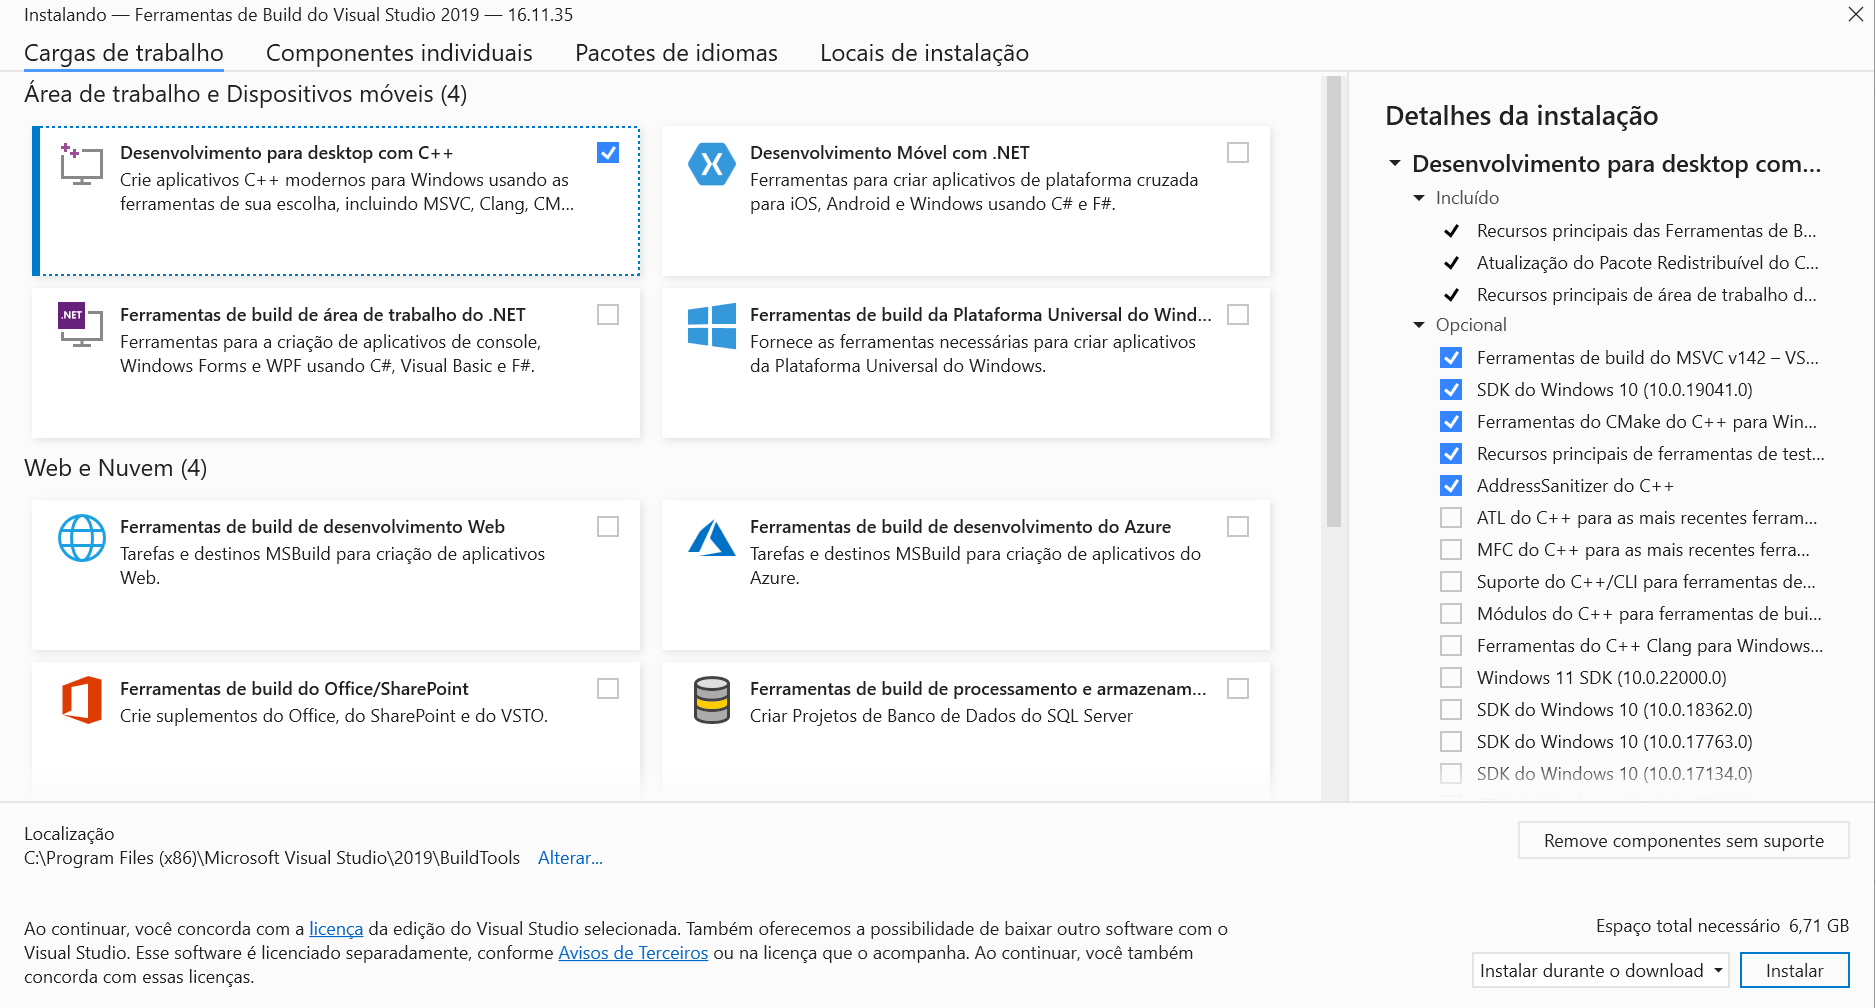 Instalando — Ferramentas de Build do Visual Studio 2019 — 16.11.35
Cargas de trabalho
Componentes individuais
Pacotes de idiomas
Locais de instalação
Área de trabalho e Dispositivos móveis (4)
Desenvolvimento para desktop com C++
Crie aplicativos C++ modernos para Windows usando as
ferramentas de sua escolha, incluindo MSVC, Clang, CM...
Desenvolvimento Móvel com .NET
Ferramentas para criar aplicativos de plataforma cruzada
para iOS, Android e Windows usando C# e F#.
.NET
Ferramentas de build de área de trabalho do .NET
Ferramentas para a criação de aplicativos de console,
Windows Forms e WPF usando C#, Visual Basic e F#.
Ferramentas de build da Plataforma Universal do Wind...
Fornece as ferramentas necessárias para criar aplicativos
da Plataforma Universal do Windows.
Web e Nuvem (4)
Ferramentas de build de desenvolvimento Web
Tarefas e destinos MSBuild para criação de aplicativos
Web.
Ferramentas de build de desenvolvimento do Azure
Tarefas e destinos MSBuild para criação de aplicativos do
Azure.
Ferramentas de build do Office/SharePoint
Crie suplementos do Office, do SharePoint e do VSTO.
Ferramentas de build de processamento e armazenam...
Criar Projetos de Banco de Dados do SQL Server
Detalhes da instalação
Desenvolvimento para desktop com...
Incluído
Recursos principais das Ferramentas de B...
Atualização do Pacote Redistribuível do C...
Recursos principais de área de trabalho d...
Opcional
Ferramentas de build do MSVC v142 – VS...
SDK do Windows 10 (10.0.19041.0)
Ferramentas do CMake do C++ para Win...
Recursos principais de ferramentas de test...
AddressSanitizer do C++
ATL do C++ para as mais recentes ferram...
MFC do C++ para as mais recentes ferra...
Suporte do C++/CLI para ferramentas de...
Módulos do C++ para ferramentas de bui...
Ferramentas do C++ Clang para Windows...
Windows 11 SDK (10.0.22000.0)
SDK do Windows 10 (10.0.18362.0)
SDK do Windows 10 (10.0.17763.0)
SDK do Windows 10 (10.0.17134.0)
Localização
C:\Program Files (x86)\Microsoft Visual Studio\2019\BuildTools Alterar...
Remove componentes sem suporte
Ao continuar, você concorda com a licença da edição do Visual Studio selecionada. Também oferecemos a possibilidade de baixar outro software com o
Visual Studio. Esse software é licenciado separadamente, conforme Avisos de Terceiros ou na licença que o acompanha. Ao continuar, você também
concorda com essas licenças.
Espaço total necessário 6,71 GB
Instalar durante o download
Instalar